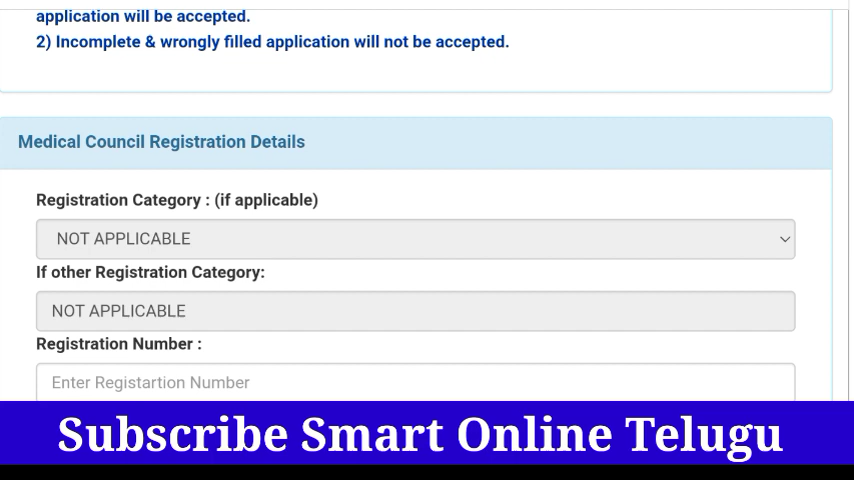 application will be accepted.
2) Incomplete & wrongly filled application will not be accepted.
Medical Council Registration Details
Registration Category : (if applicable)
NOT APPLICABLE
If other Registration Category:
NOT APPLICABLE
Registration Number :
Enter Registartion Number
Subscribe Smart Online Telugu